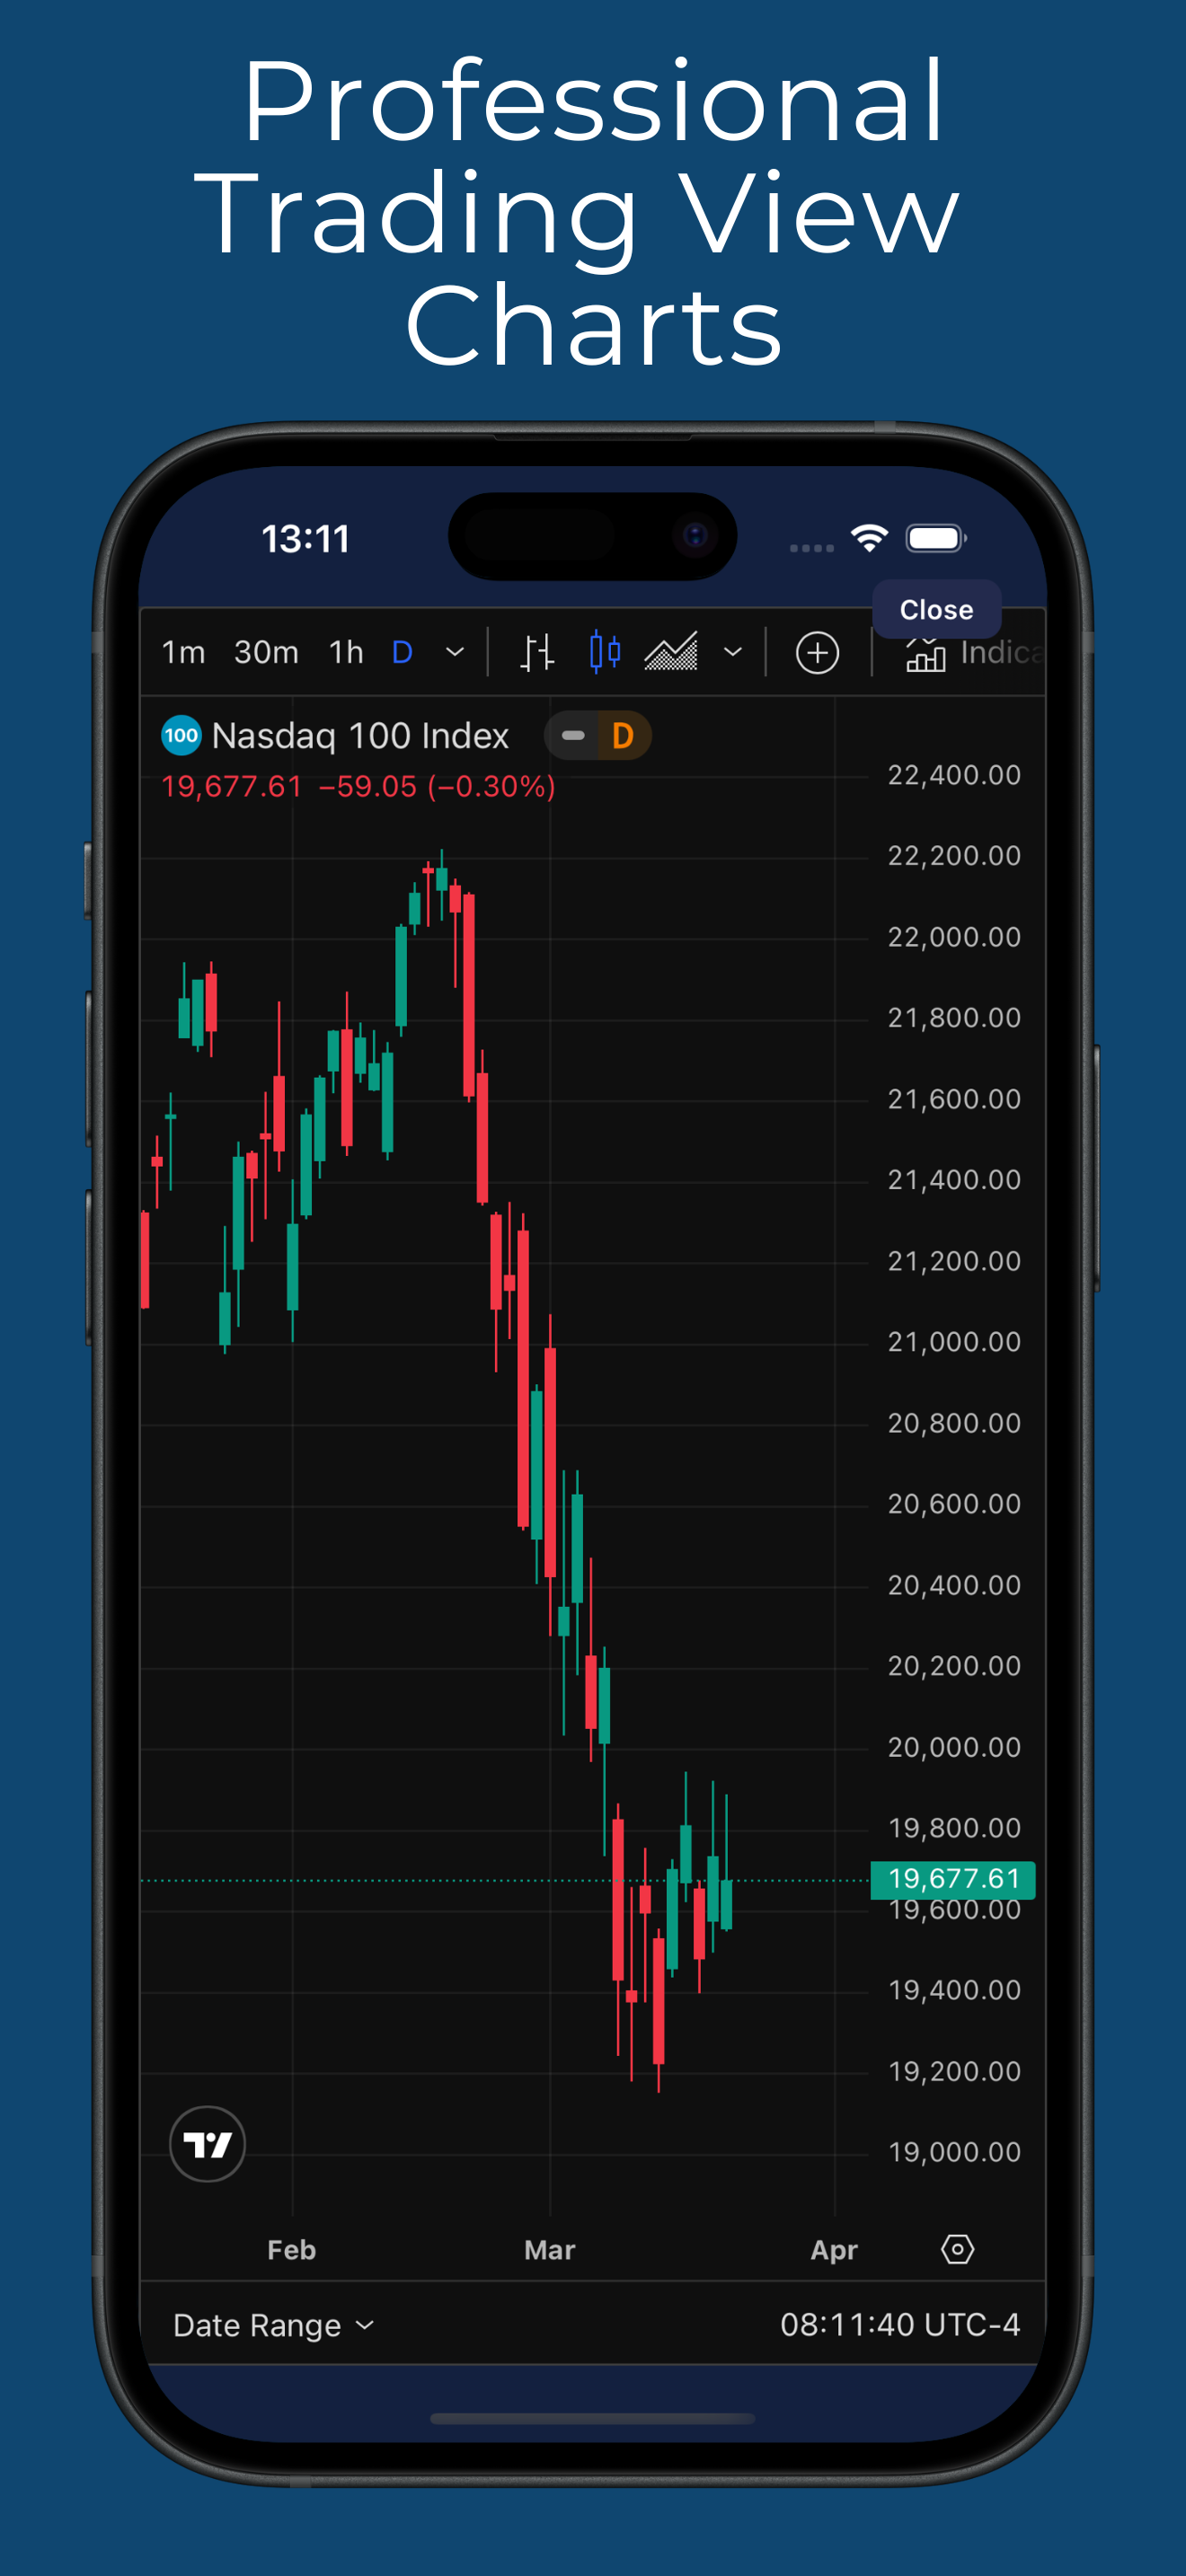 Professional
Trading View
Charts
13:11
Close
1m 30m 1h D Indica
100 Nasdaq 100 Index D
19,677.61 −59.05 (−0.30%)
22,400.00
22,200.00
22,000.00
21,800.00
21,600.00
21,400.00
21,200.00
21,000.00
20,800.00
20,600.00
20,400.00
20,200.00
20,000.00
19,800.00
19,677.61
19,600.00
19,400.00
19,200.00
19,000.00
Feb Mar Apr
Date Range 08:11:40 UTC-4